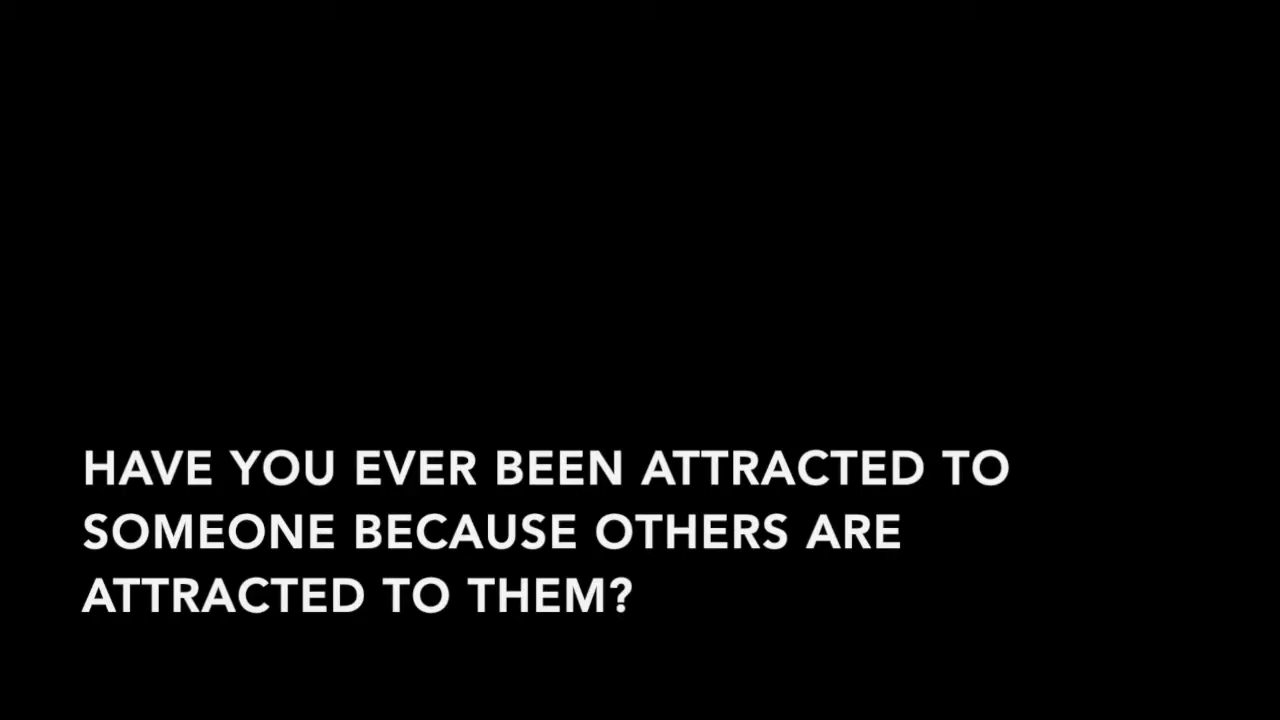 HAVE YOU EVER BEEN ATTRACTED TO
SOMEONE BECAUSE OTHERS ARE
ATTRACTED TO THEM?